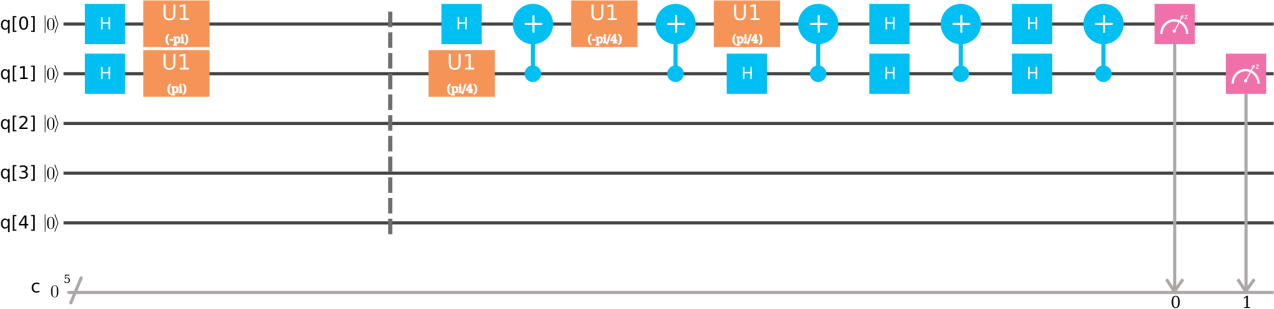 q[0] |0⟩ H U1 (-pi) H + U1 (-pi/4) + U1 (pi/4) + H + H + z
q[1] |0⟩ H U1 (pi) U1 (pi/4) H H H z
q[2] |0⟩
q[3] |0⟩
q[4] |0⟩
c 0 5
0 1